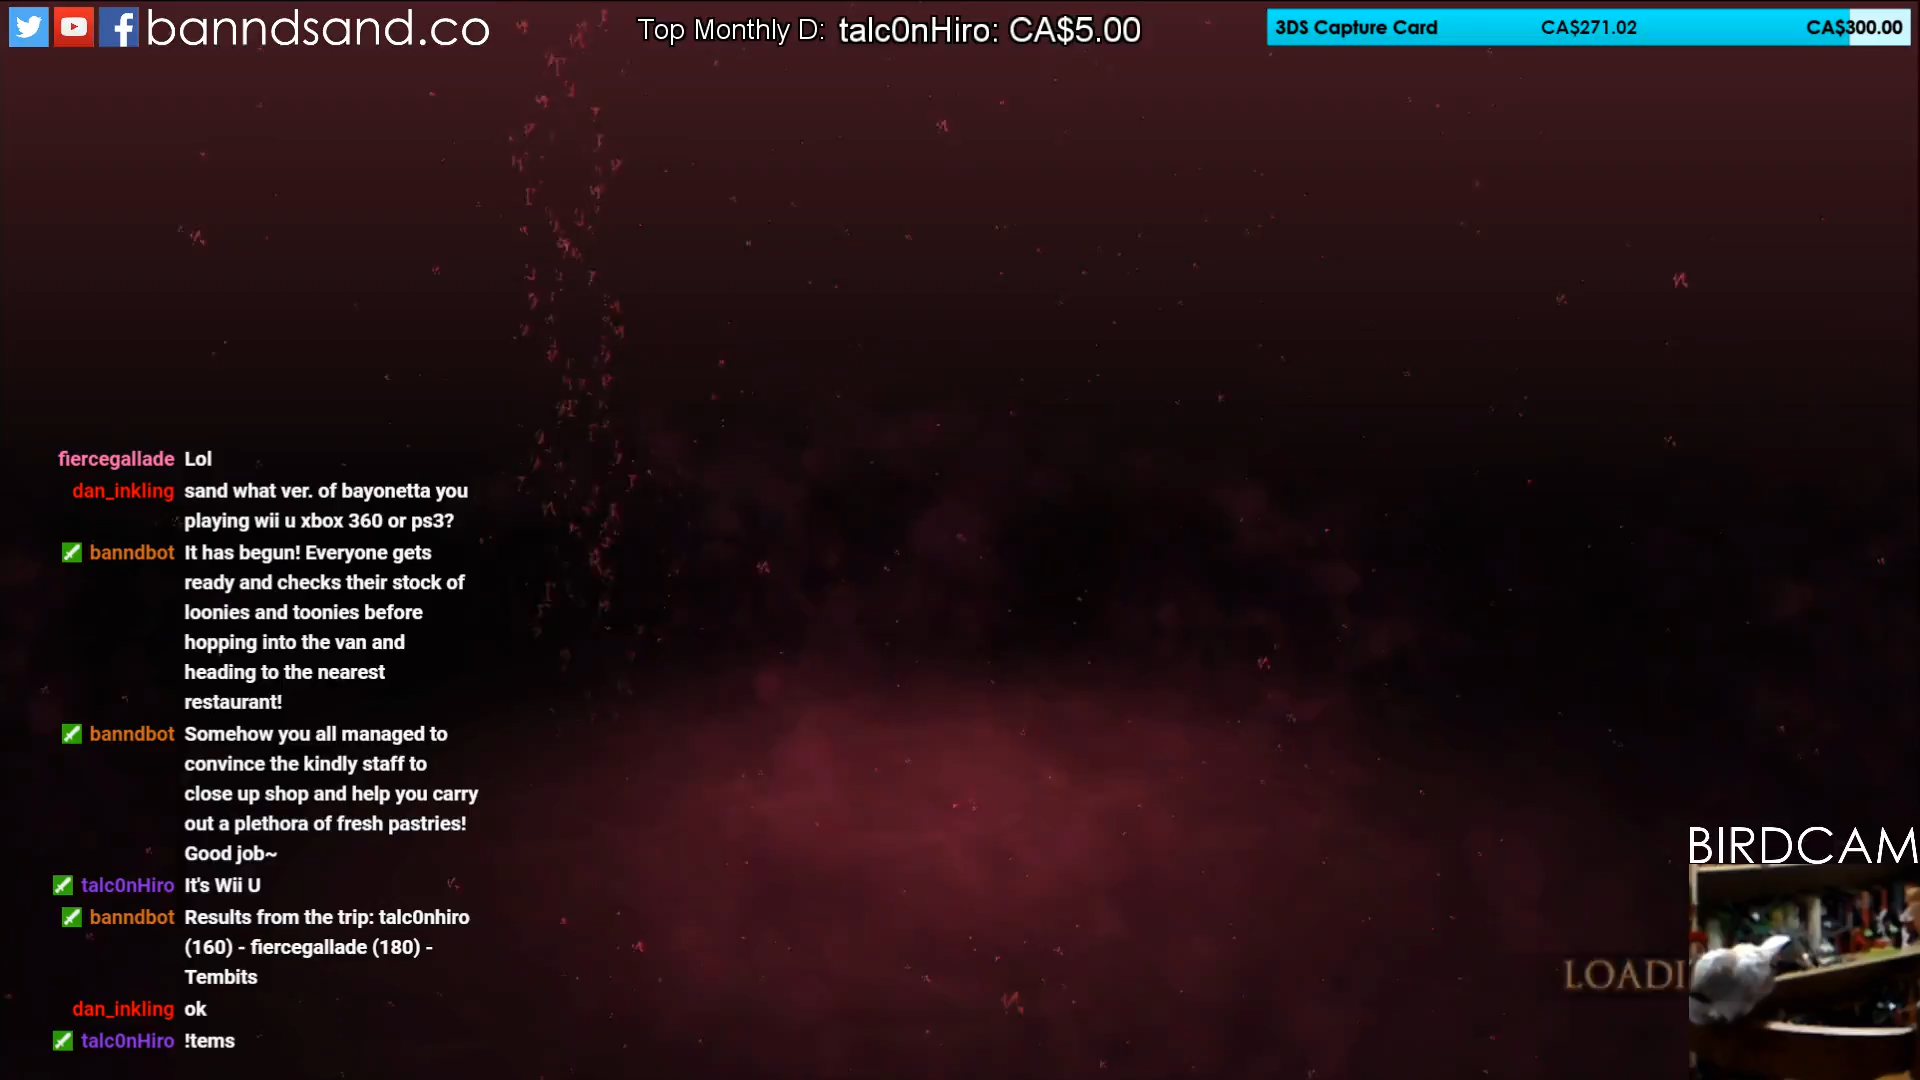 banndsand.co
Top Monthly D: talc0nHiro: CA$5.00
3DS Capture Card CA$271.02 CA$300.00
fiercegallade Lol
dan_inkling sand what ver. of bayonetta you
playing wii u xbox 360 or ps3?
banndbot It has begun! Everyone gets
ready and checks their stock of
loonies and toonies before
hopping into the van and
heading to the nearest
restaurant!
banndbot Somehow you all managed to
convince the kindly staff to
close up shop and help you carry
out a plethora of fresh pastries!
Good job~
talc0nHiro It's Wii U
banndbot Results from the trip: talc0nhiro
(160) - fiercegallade (180) -
Tembits
dan_inkling ok
talc0nHiro !tems
BIRDCAM
LOADI